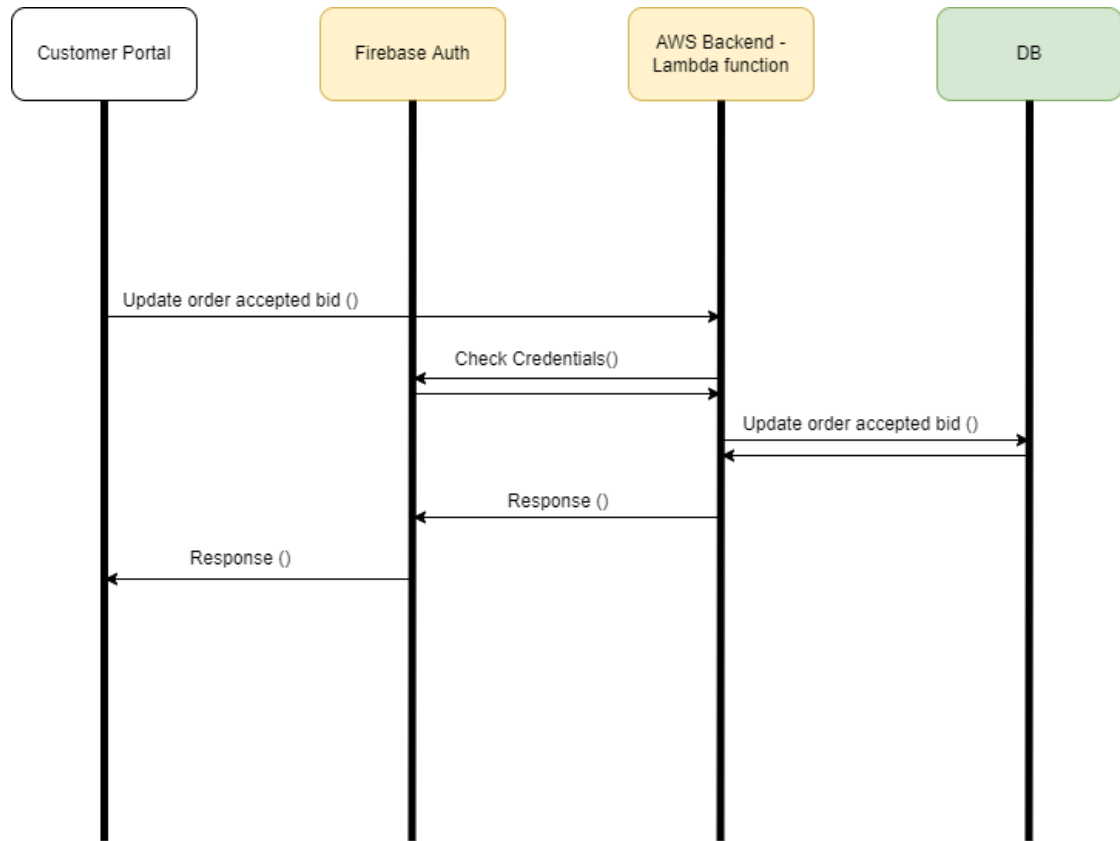 Customer Portal
Firebase Auth
AWS Backend -
Lambda function
DB
Update order accepted bid ()
Check Credentials()
Update order accepted bid ()
Response ()
Response ()